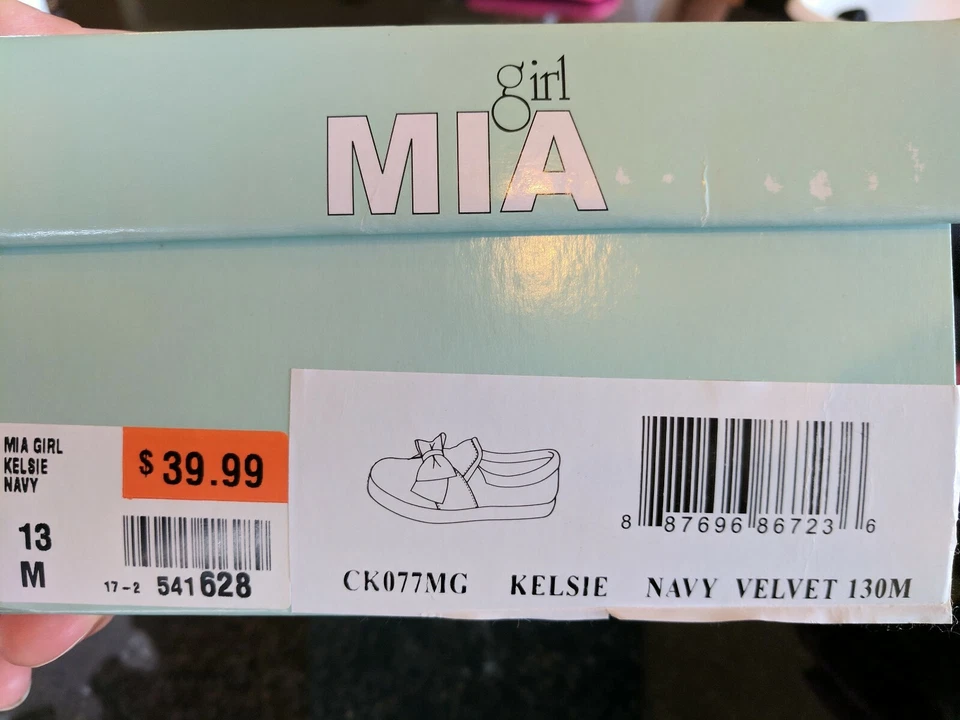 girl
MIA
MIA GIRL
KELSIE
NAVY
$39.99
13
M
17-2 541628
8 87696 86723 6
CK077MG KELSIE NAVY VELVET 130M